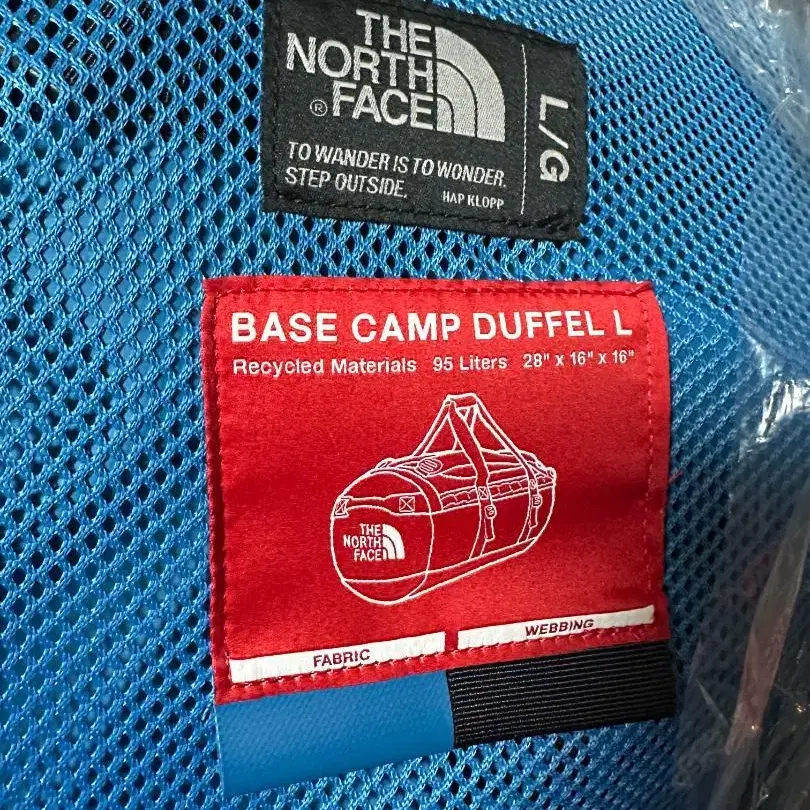 THE
NORTH
® FACE
L/G
TO WANDER IS TO WONDER.
STEP OUTSIDE.
HAP KLOPP
BASE CAMP DUFFEL L
Recycled Materials 95 Liters 28" x 16" x 16"
THE
NORTH
FACE
FABRIC
WEBBING